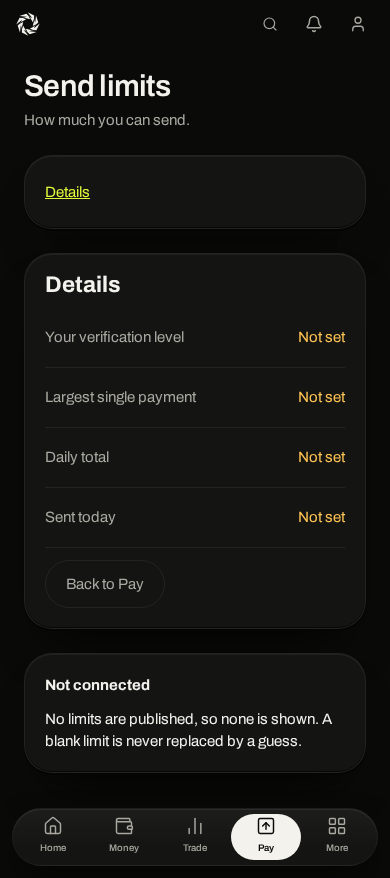 Send limits
How much you can send.
Details
Details
Your verification level Not set
Largest single payment Not set
Daily total Not set
Sent today Not set
Back to Pay
Not connected
No limits are published, so none is shown. A
blank limit is never replaced by a guess.
Home Money Trade Pay More